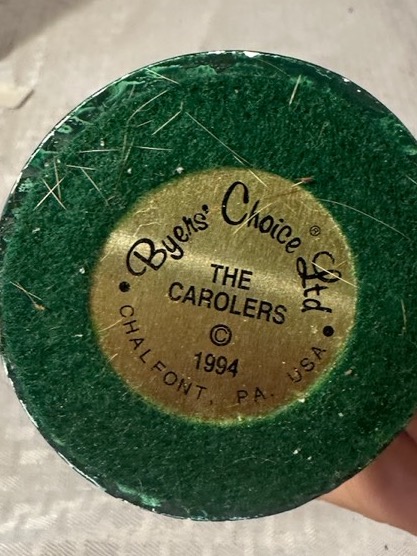 Byers' Choice Ltd
®
THE
CAROLERS
©
1994
• CHALFONT, PA. USA •